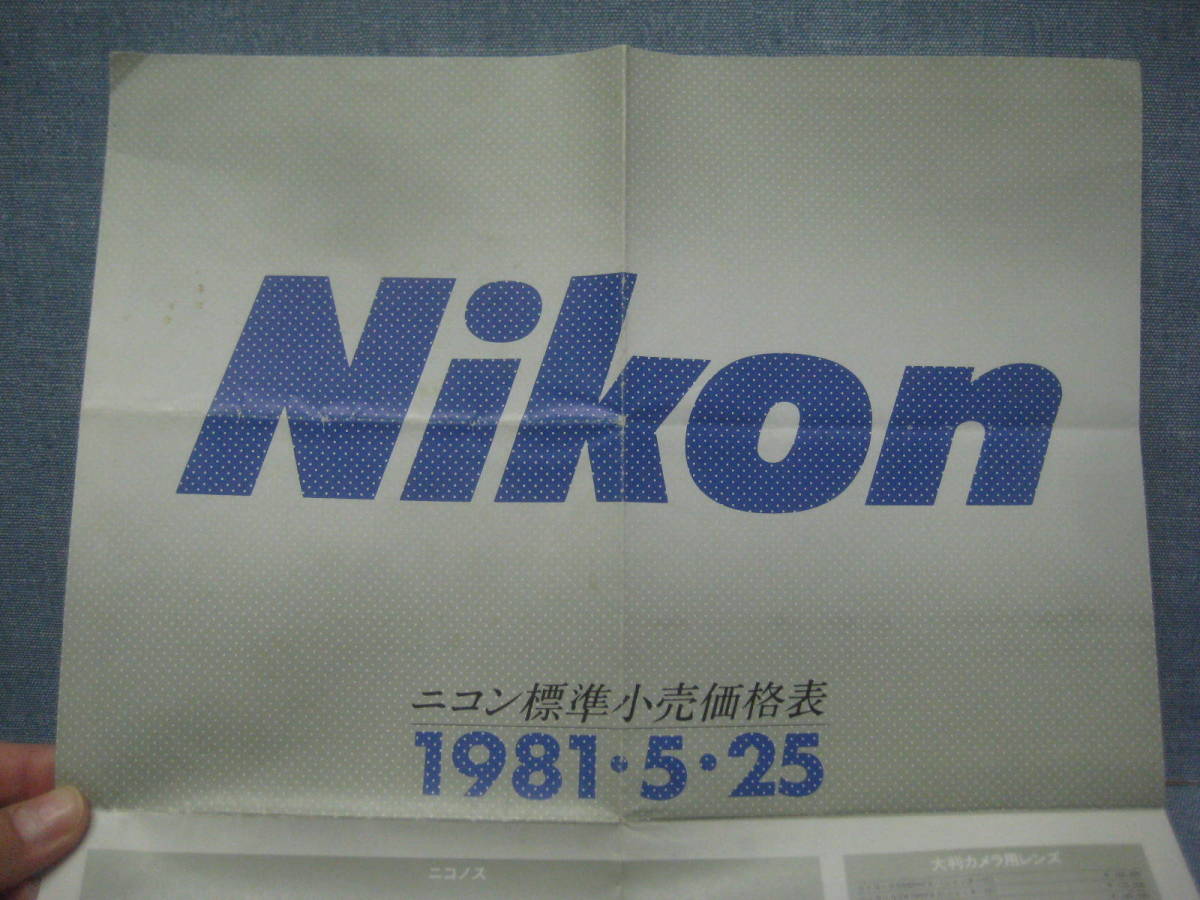 Nikon
ニコン標準小売価格表
1981・5・25
ニコノス
大判カメラ用レンズ